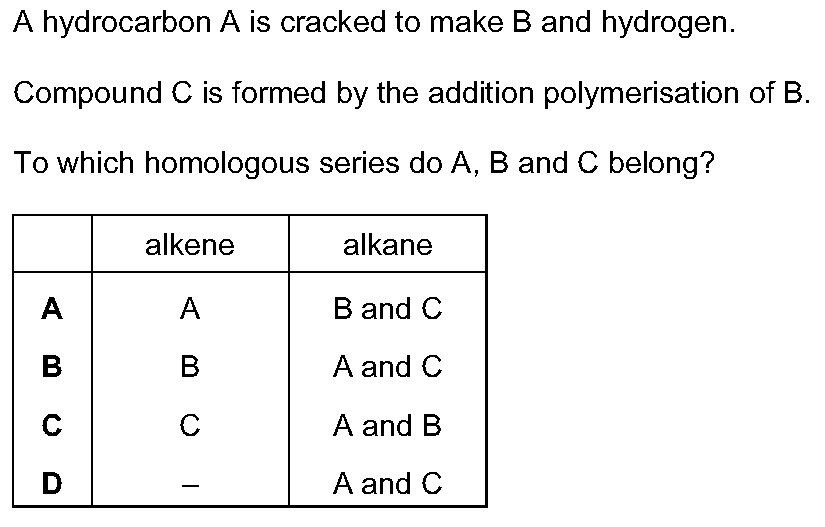 A hydrocarbon A is cracked to make B and hydrogen.
Compound C is formed by the addition polymerisation of B.
To which homologous series do A, B and C belong?
alkene alkane
A A B and C
B B A and C
C C A and B
D – A and C